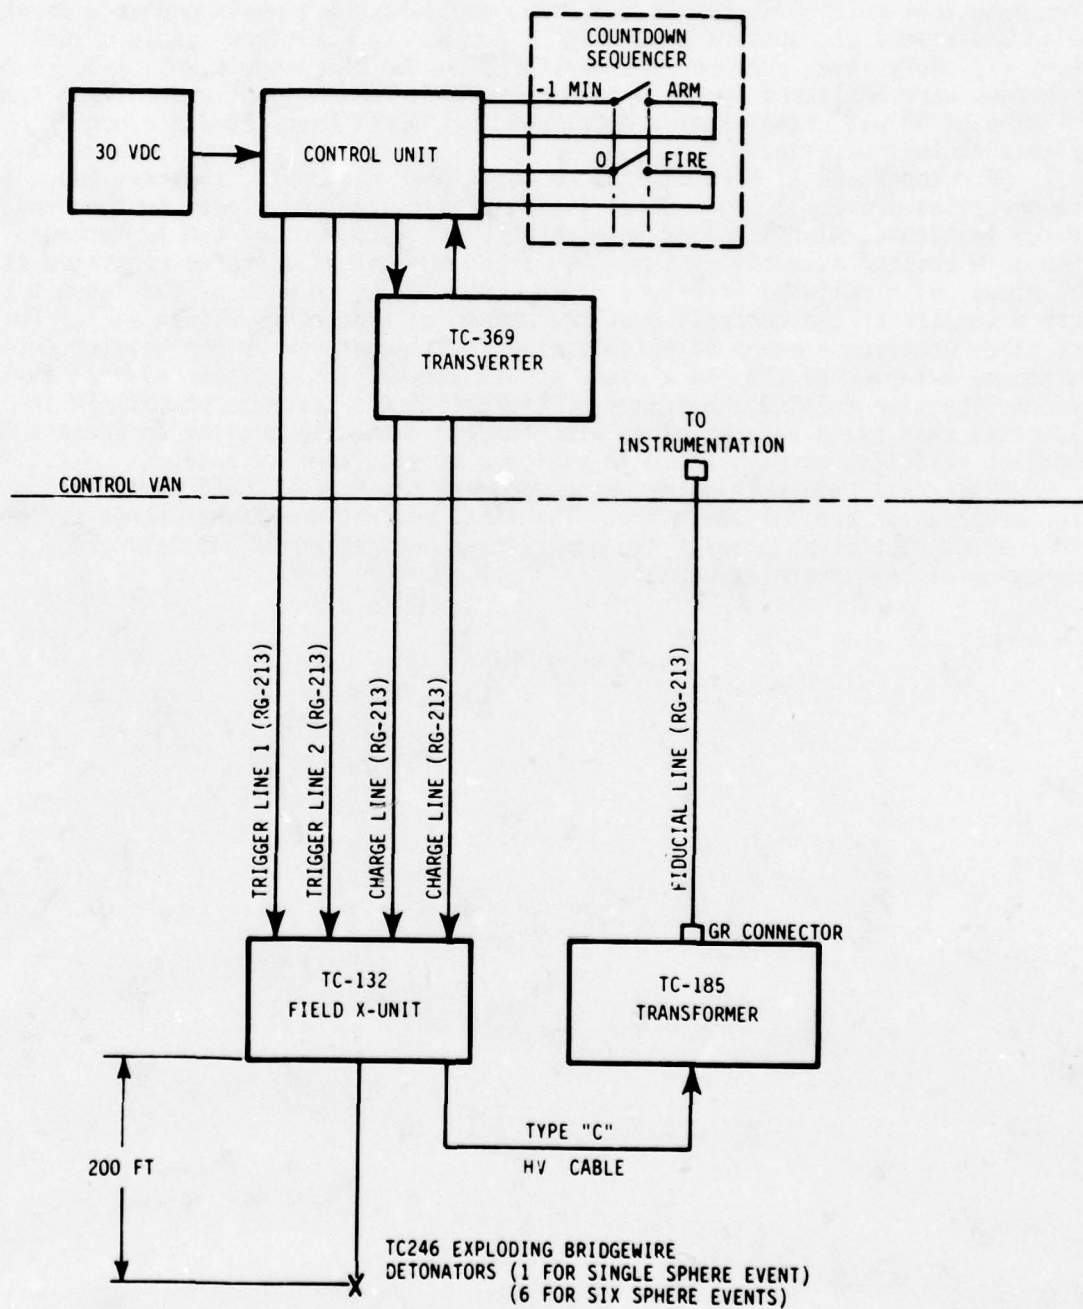 COUNTDOWN
SEQUENCER
-1 MIN
ARM
30 VDC
CONTROL UNIT
0
FIRE
TC-369
TRANSVERTER
TO
INSTRUMENTATION
CONTROL VAN
TRIGGER LINE 1 (RG-213)
TRIGGER LINE 2 (RG-213)
CHARGE LINE (RG-213)
CHARGE LINE (RG-213)
FIDUCIAL LINE (RG-213)
GR CONNECTOR
TC-132
FIELD X-UNIT
TC-185
TRANSFORMER
TYPE "C"
HV CABLE
200 FT
TC246 EXPLODING BRIDGEWIRE
DETONATORS (1 FOR SINGLE SPHERE EVENT)
(6 FOR SIX SPHERE EVENTS)